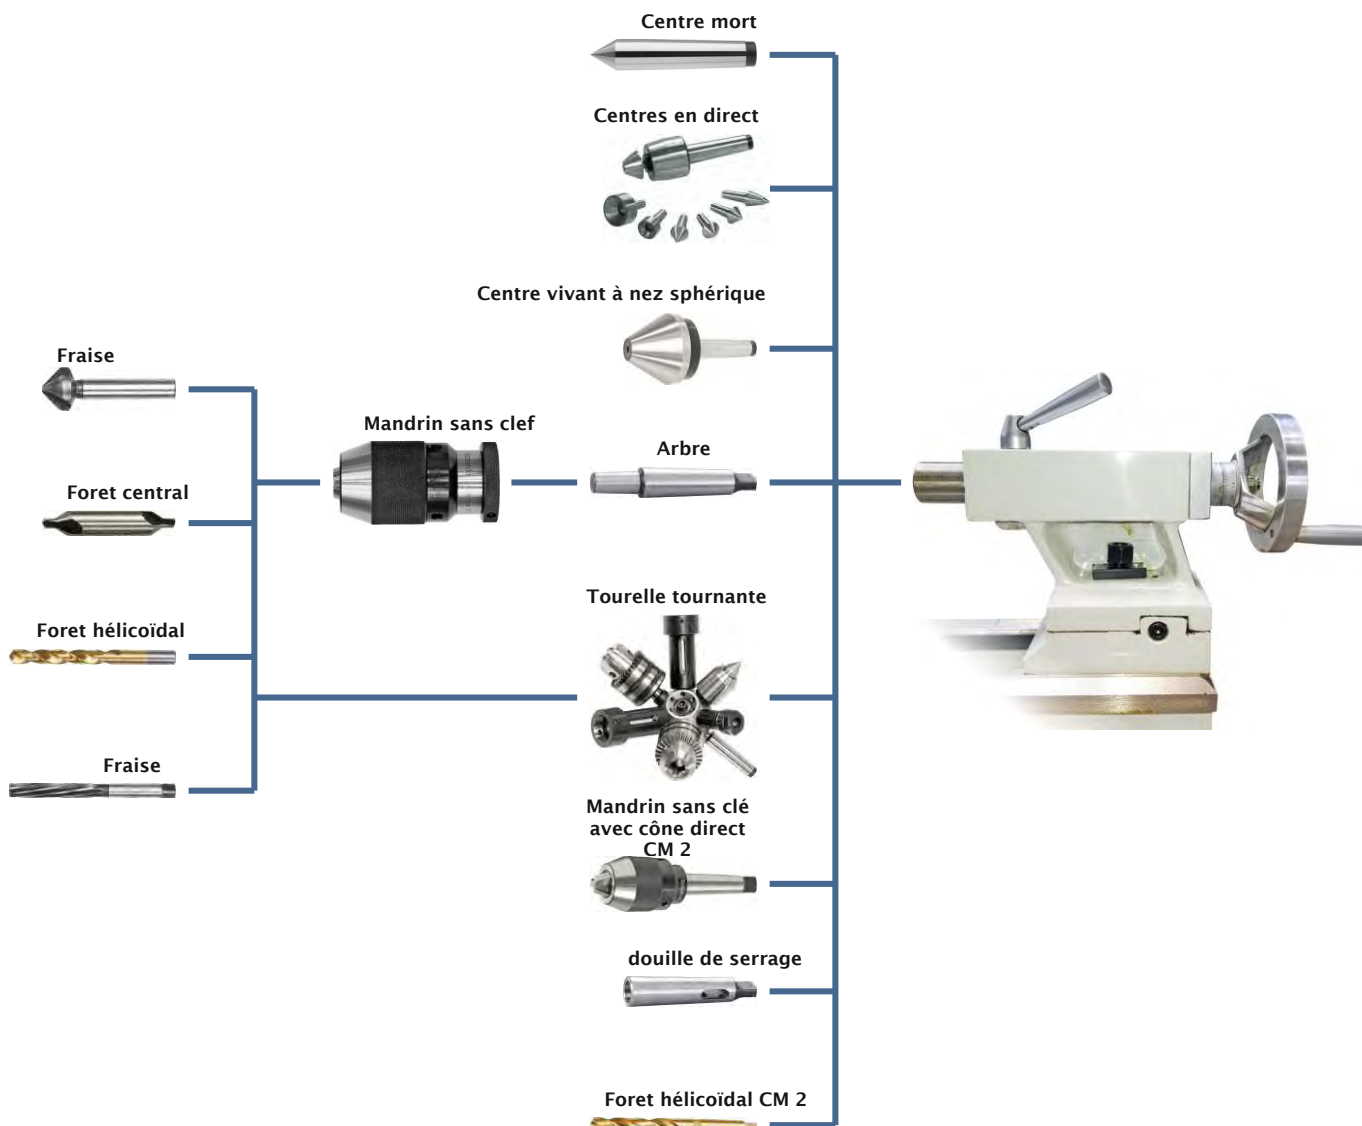 Centre mort
Centres en direct
Centre vivant à nez sphérique
Fraise
Mandrin sans clef
Arbre
Foret central
Tourelle tournante
Foret hélicoïdal
Fraise
Mandrin sans clé
avec cône direct
CM 2
douille de serrage
Foret hélicoïdal CM 2